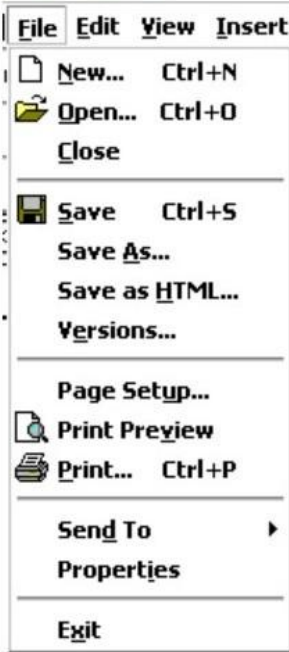 File Edit View Insert
New... Ctrl+N
Open... Ctrl+O
Close
Save Ctrl+S
Save As...
Save as HTML...
Versions...
Page Setup...
Print Preview
Print... Ctrl+P
Send To
Properties
Exit